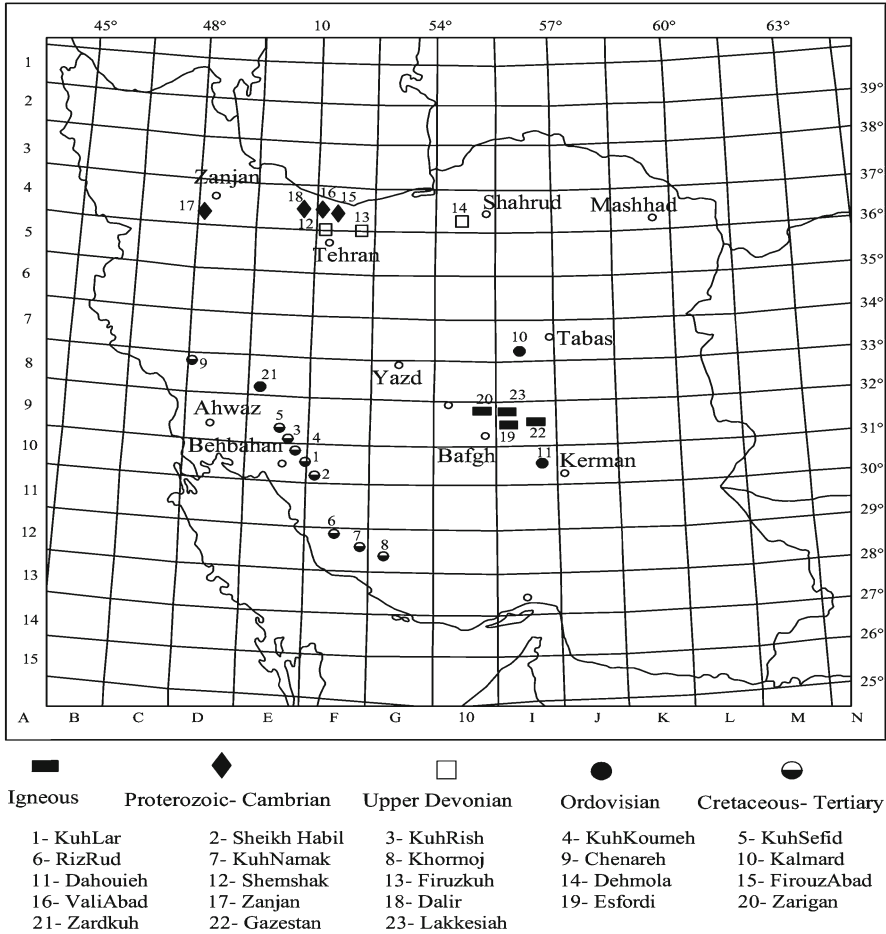 45° 48° 10 54° 57° 60° 63°
1
39°
2
38°
3
37°
4
Zanjan
17
18 16 15
12 13
14
Shahrud
Mashhad
36°
5
Tehran
35°
6
34°
7
10
Tabas
33°
8
9
21
Yazd
32°
9
Ahwaz
5
3
20 23
19 22
31°
10
Behbahan
4
1
2
Bafgh
11
Kerman
30°
11
29°
12
6
7
8
28°
13
27°
14
26°
15
25°
A B C D E F G 10 I J K L M N
Igneous Proterozoic- Cambrian Upper Devonian Ordovisian Cretaceous- Tertiary
1- KuhLar 2- Sheikh Habil 3- KuhRish 4- KuhKoumeh 5- KuhSefid
6- RizRud 7- KuhNamak 8- Khormoj 9- Chenareh 10- Kalmard
11- Dahouieh 12- Shemshak 13- Firuzkuh 14- Dehmola 15- FirouzAbad
16- ValiAbad 17- Zanjan 18- Dalir 19- Esfordi 20- Zarigan
21- Zardkuh 22- Gazestan 23- Lakkesiah